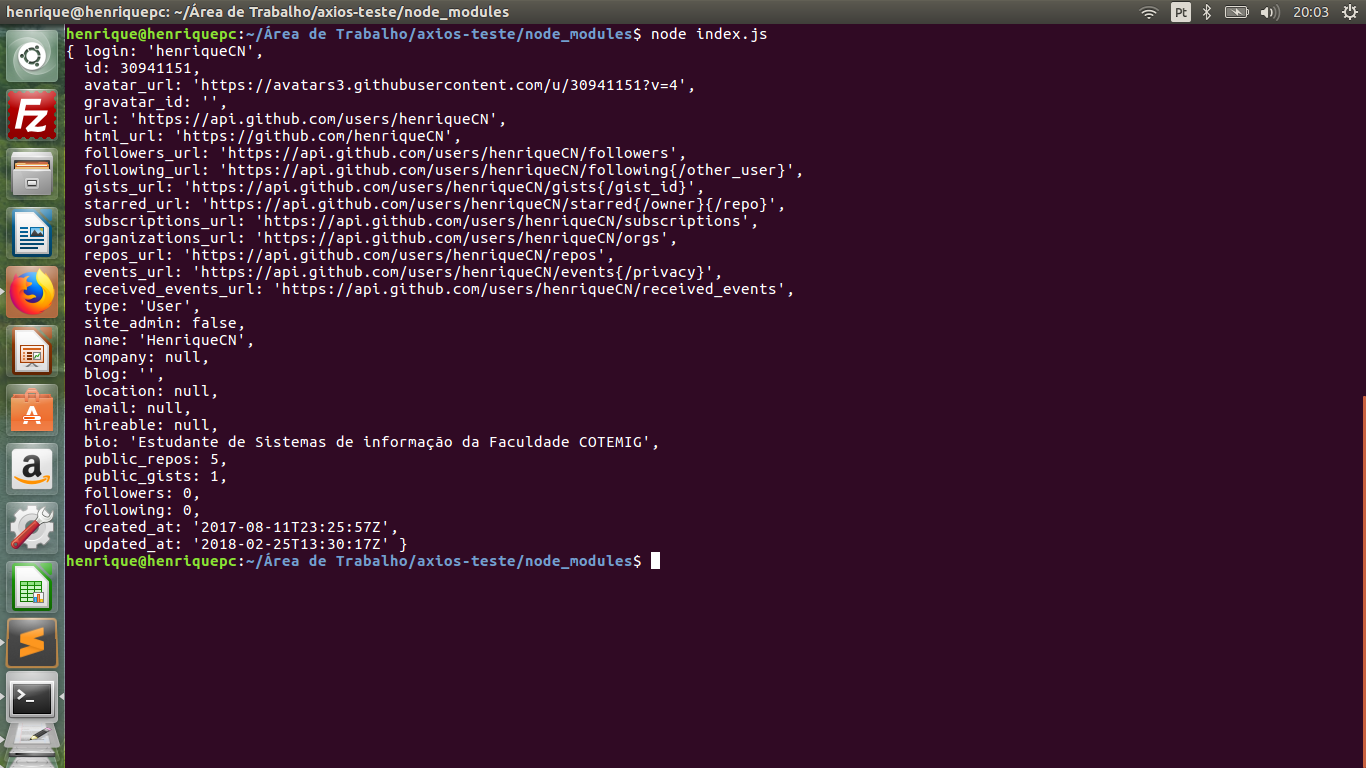 henrique@henriquepc: ~/Área de Trabalho/axios-teste/node_modules
Pt
20:03
henrique@henriquepc:~/Área de Trabalho/axios-teste/node_modules$ node index.js
{ login: 'henriqueCN',
  id: 30941151,
  avatar_url: 'https://avatars3.githubusercontent.com/u/30941151?v=4',
  gravatar_id: '',
  url: 'https://api.github.com/users/henriqueCN',
  html_url: 'https://github.com/henriqueCN',
  followers_url: 'https://api.github.com/users/henriqueCN/followers',
  following_url: 'https://api.github.com/users/henriqueCN/following{/other_user}',
  gists_url: 'https://api.github.com/users/henriqueCN/gists{/gist_id}',
  starred_url: 'https://api.github.com/users/henriqueCN/starred{/owner}{/repo}',
  subscriptions_url: 'https://api.github.com/users/henriqueCN/subscriptions',
  organizations_url: 'https://api.github.com/users/henriqueCN/orgs',
  repos_url: 'https://api.github.com/users/henriqueCN/repos',
  events_url: 'https://api.github.com/users/henriqueCN/events{/privacy}',
  received_events_url: 'https://api.github.com/users/henriqueCN/received_events',
  type: 'User',
  site_admin: false,
  name: 'HenriqueCN',
  company: null,
  blog: '',
  location: null,
  email: null,
  hireable: null,
  bio: 'Estudante de Sistemas de informação da Faculdade COTEMIG',
  public_repos: 5,
  public_gists: 1,
  followers: 0,
  following: 0,
  created_at: '2017-08-11T23:25:57Z',
  updated_at: '2018-02-25T13:30:17Z' }
henrique@henriquepc:~/Área de Trabalho/axios-teste/node_modules$
Fz
A
a
S
>_